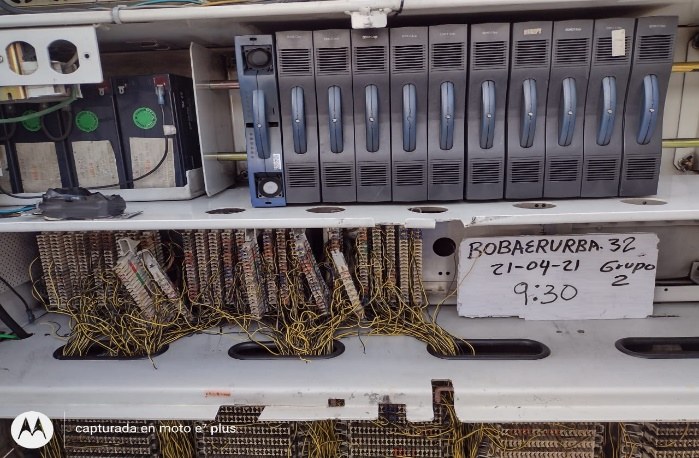 BOBAERURBA.32
21-04-21 Grupo
9:30 2
capturada en moto e⁷ plus.